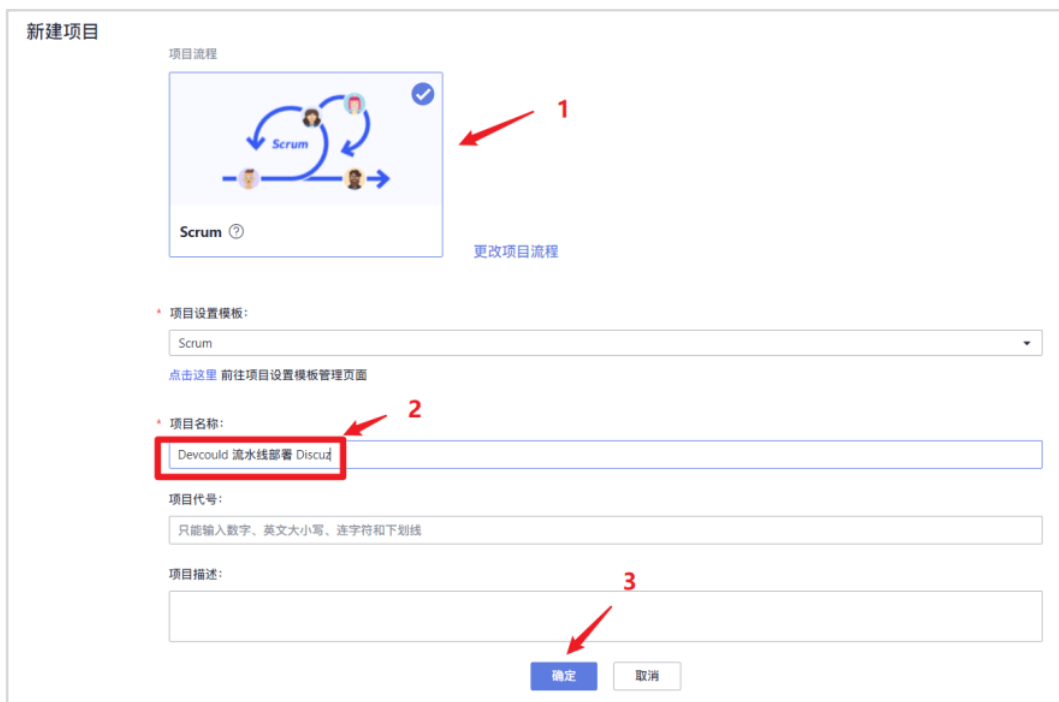 新建项目
项目流程
1
Scrum
Scrum ?
更改项目流程
* 项目设置模板:
Scrum
点击这里 前往项目设置模板管理页面
2
* 项目名称:
Devcould 流水线部署 Discuz
项目代号:
只能输入数字、英文大小写、连字符和下划线
项目描述:
3
确定 取消